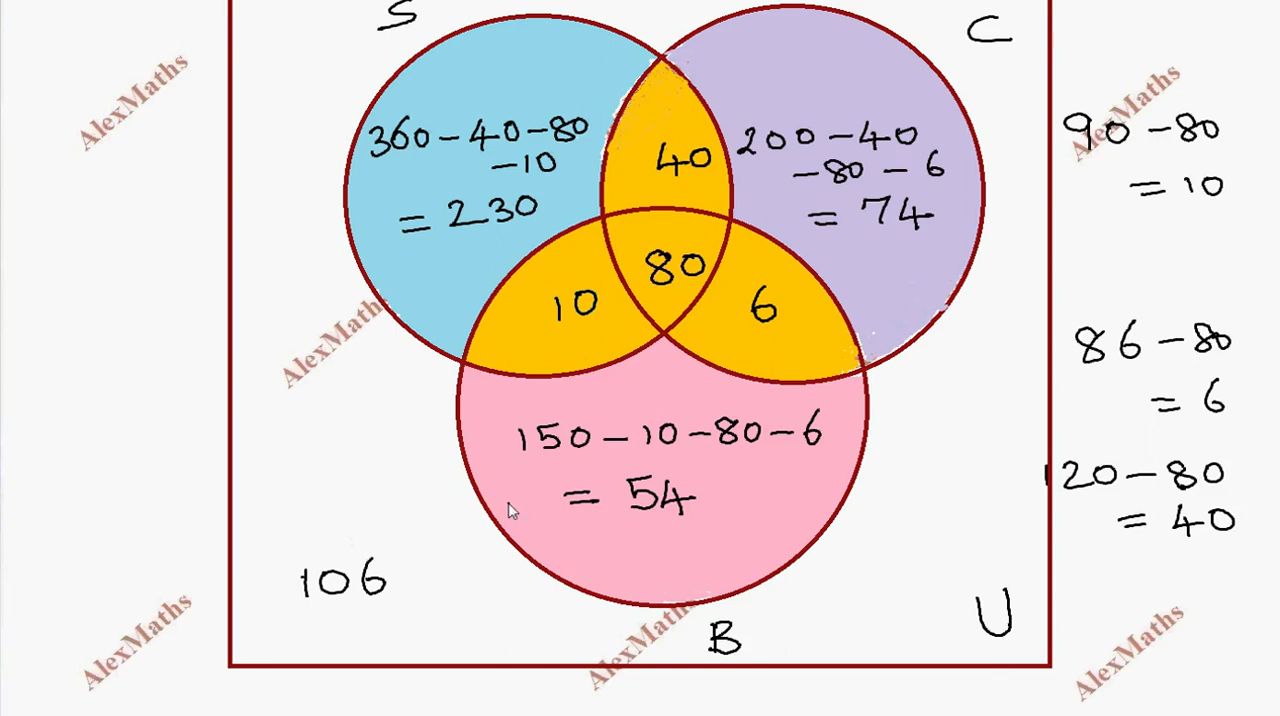 S
C
360 - 40 - 80
- 10
= 230
40
200 - 40
- 80 - 6
= 74
90 - 80
= 10
10
80
6
86 - 80
= 6
150 - 10 - 80 - 6
= 54
120 - 80
= 40
106
U
B
AlexMaths
AlexMaths
AlexMaths
AlexMaths
AlexMaths
AlexMaths